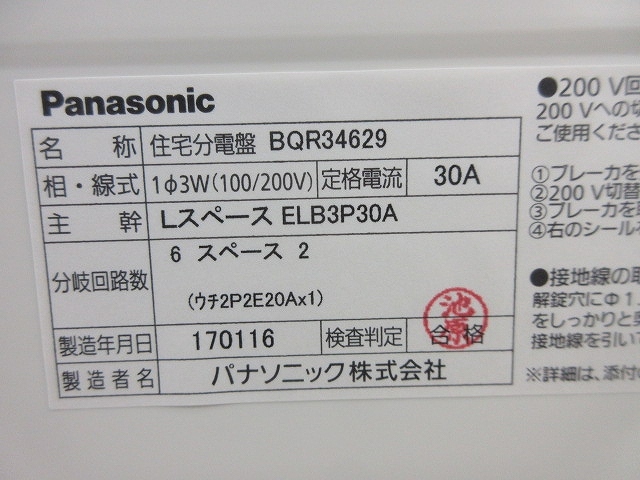 Panasonic
名称 住宅分電盤 BQR34629
相・線式 1φ3W(100/200V) 定格電流 30A
主幹 Lスペース ELB3P30A
分岐回路数 6 スペース 2
(ウチ2P2E20Ax1)
製造年月日 170116 検査判定 合格
池原
製造者名 パナソニック株式会社
●200 V回
200 Vへの切
ご使用くださ
①ブレーカを
②200 V切替
③ブレーカを
④右のシール
●接地線の取
解錠穴にφ1
をしっかりと
接地線を引いて
※詳細は、添付